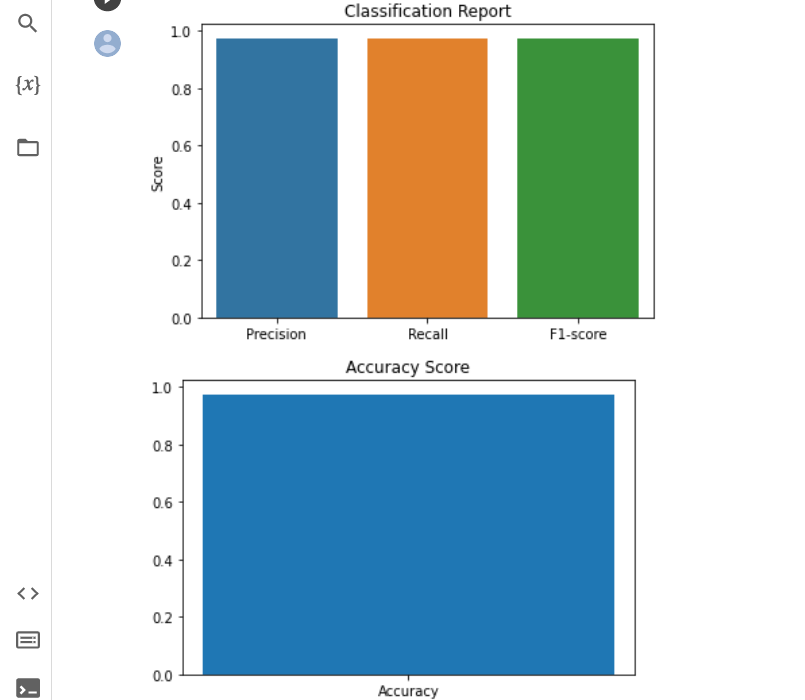 Classification Report
1.0
0.8
0.6
0.4
0.2
0.0
Score
Precision Recall F1-score
{x}
Accuracy Score
1.0
0.8
0.6
0.4
0.2
0.0
Accuracy